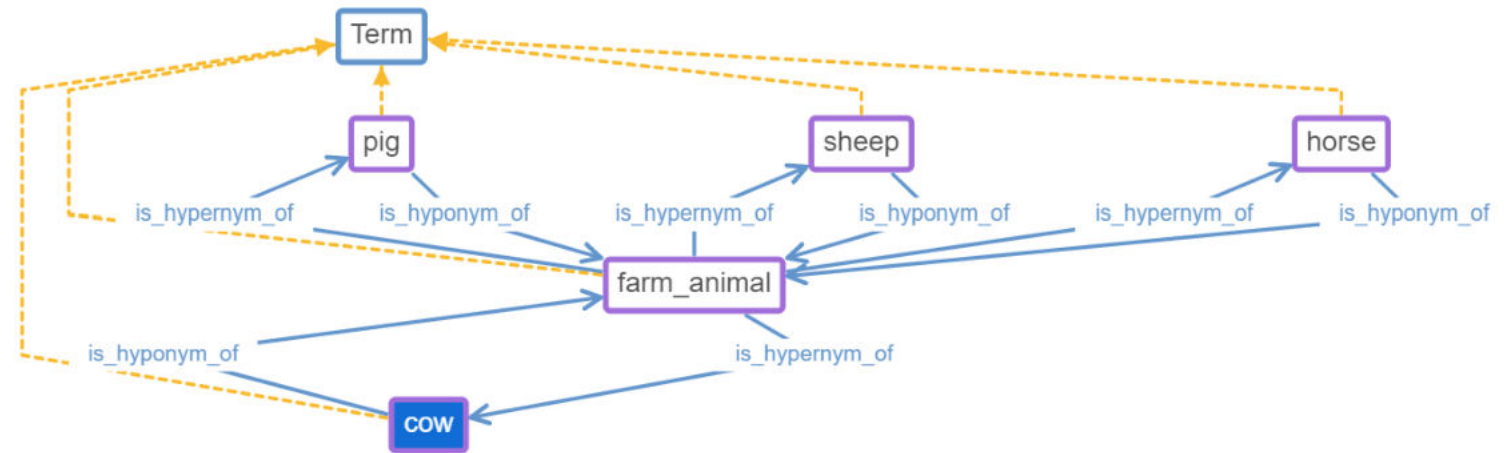 Term
pig
sheep
horse
is_hypernym_of
is_hyponym_of
is_hypernym_of
is_hyponym_of
is_hypernym_of
is_hyponym_of
farm_animal
is_hyponym_of
is_hypernym_of
cow